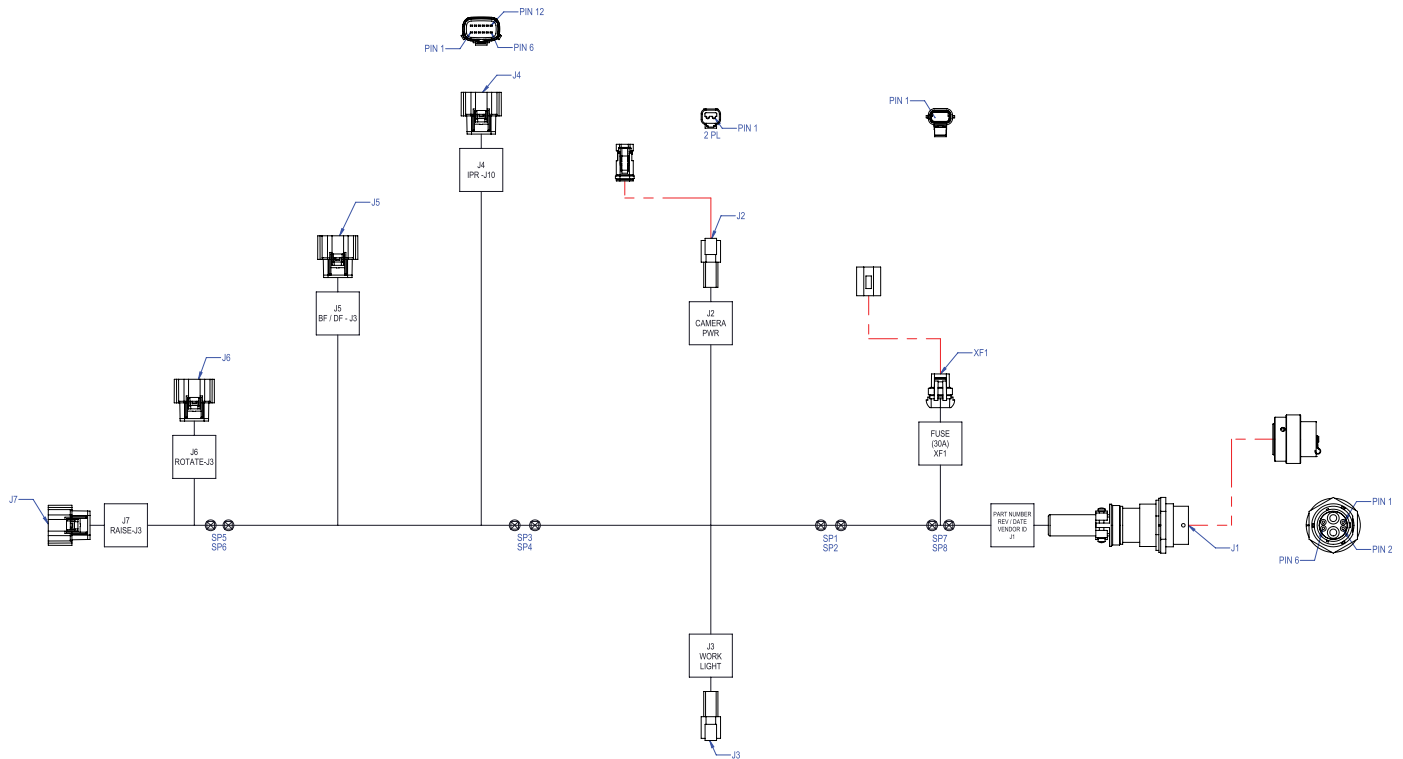 PIN 12
PIN 1
PIN 6
J4
J4
IPR -J10
PIN 1
2 PL
PIN 1
J5
J5
BF / DF - J3
J2
J2
CAMERA
PWR
J6
J6
ROTATE-J3
XF1
FUSE
(30A)
XF1
J7
J7
RAISE-J3
SP5
SP6
SP3
SP4
SP1
SP2
SP7
SP8
PART NUMBER
REV / DATE
VENDOR ID
J1
J1
PIN 1
PIN 2
PIN 6
J3
WORK
LIGHT
J3